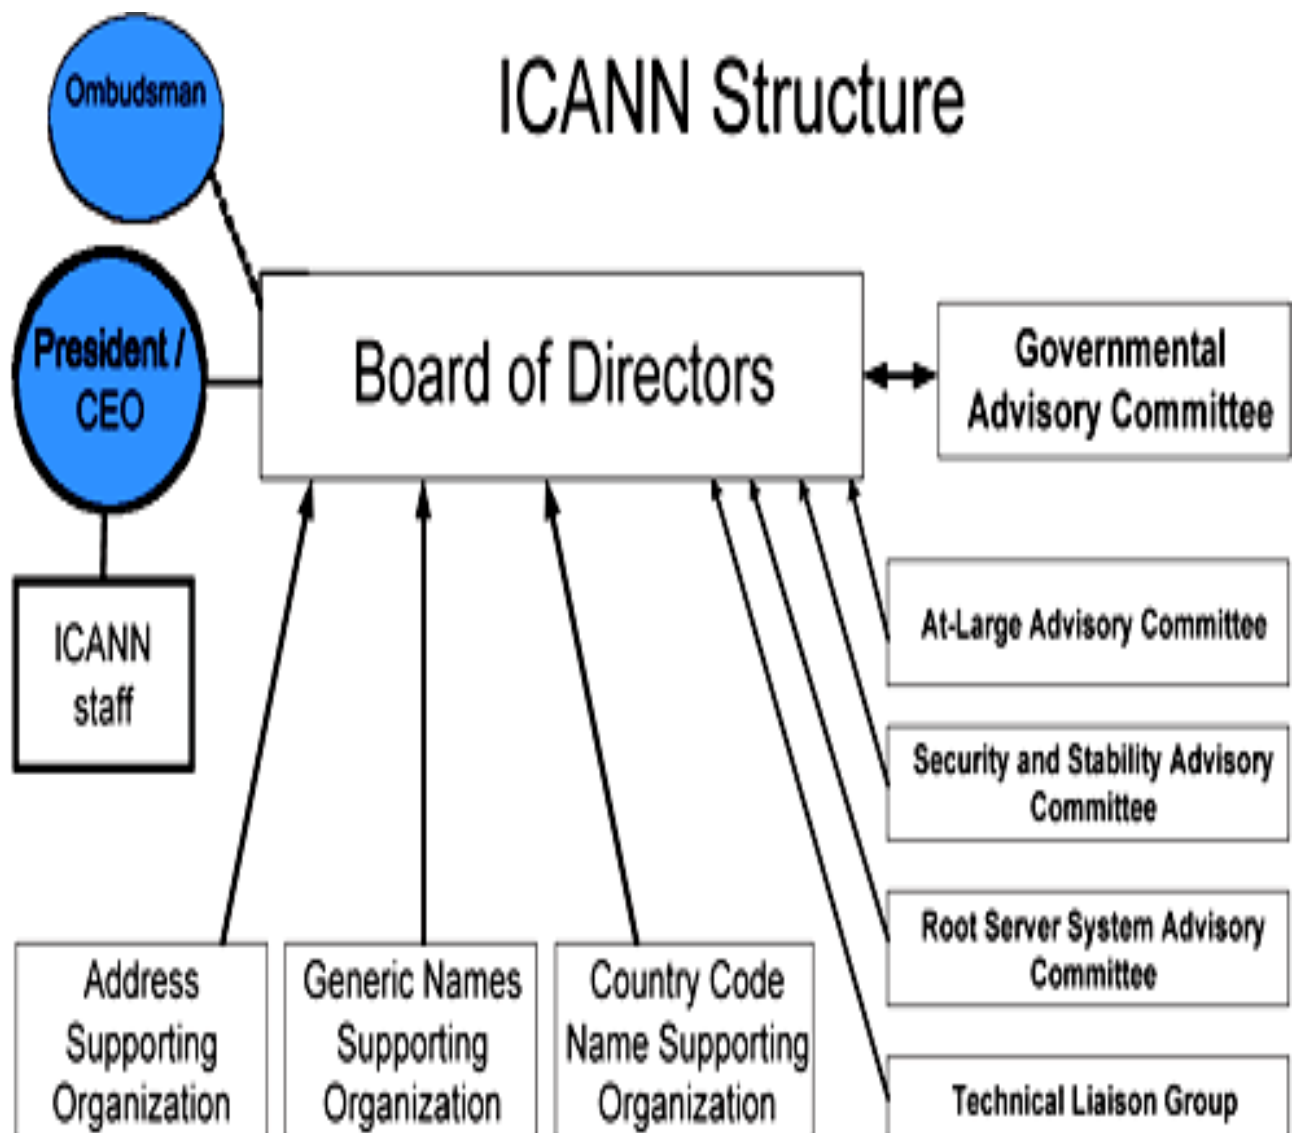 ICANN Structure
Ombudsman
President /
CEO
Board of Directors
Governmental
Advisory Committee
ICANN
staff
At-Large Advisory Committee
Security and Stability Advisory
Committee
Root Server System Advisory
Committee
Technical Liaison Group
Address
Supporting
Organization
Generic Names
Supporting
Organization
Country Code
Name Supporting
Organization